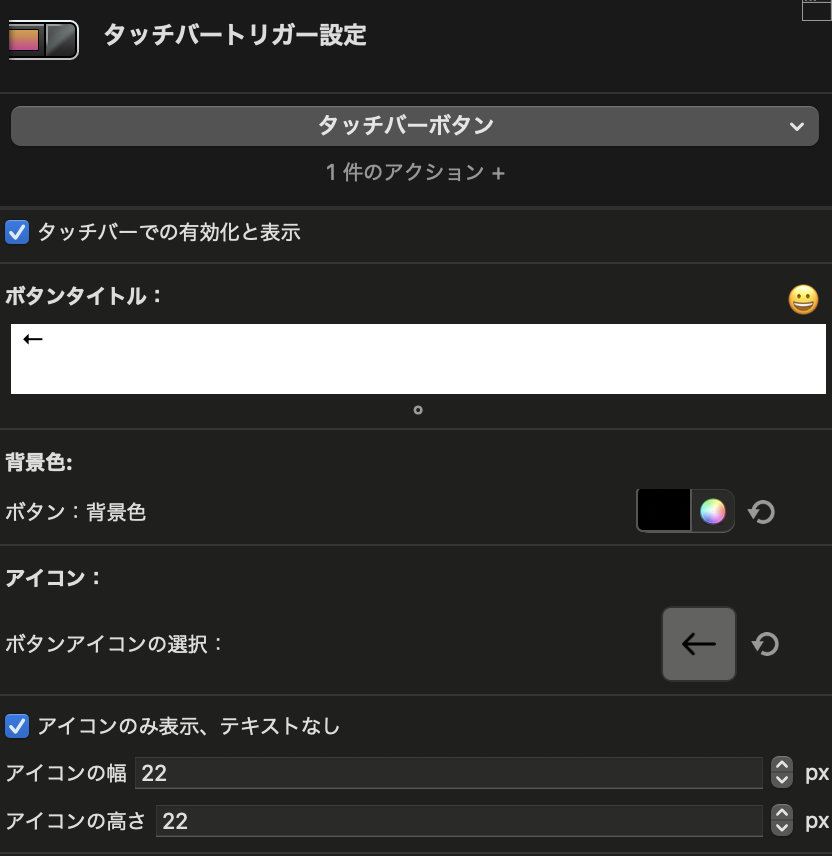 タッチバートリガー設定
タッチバーボタン
1 件のアクション +
タッチバーでの有効化と表示
ボタンタイトル：
←
背景色:
ボタン：背景色
アイコン：
ボタンアイコンの選択：
←
アイコンのみ表示、テキストなし
アイコンの幅 22 px
アイコンの高さ 22 px